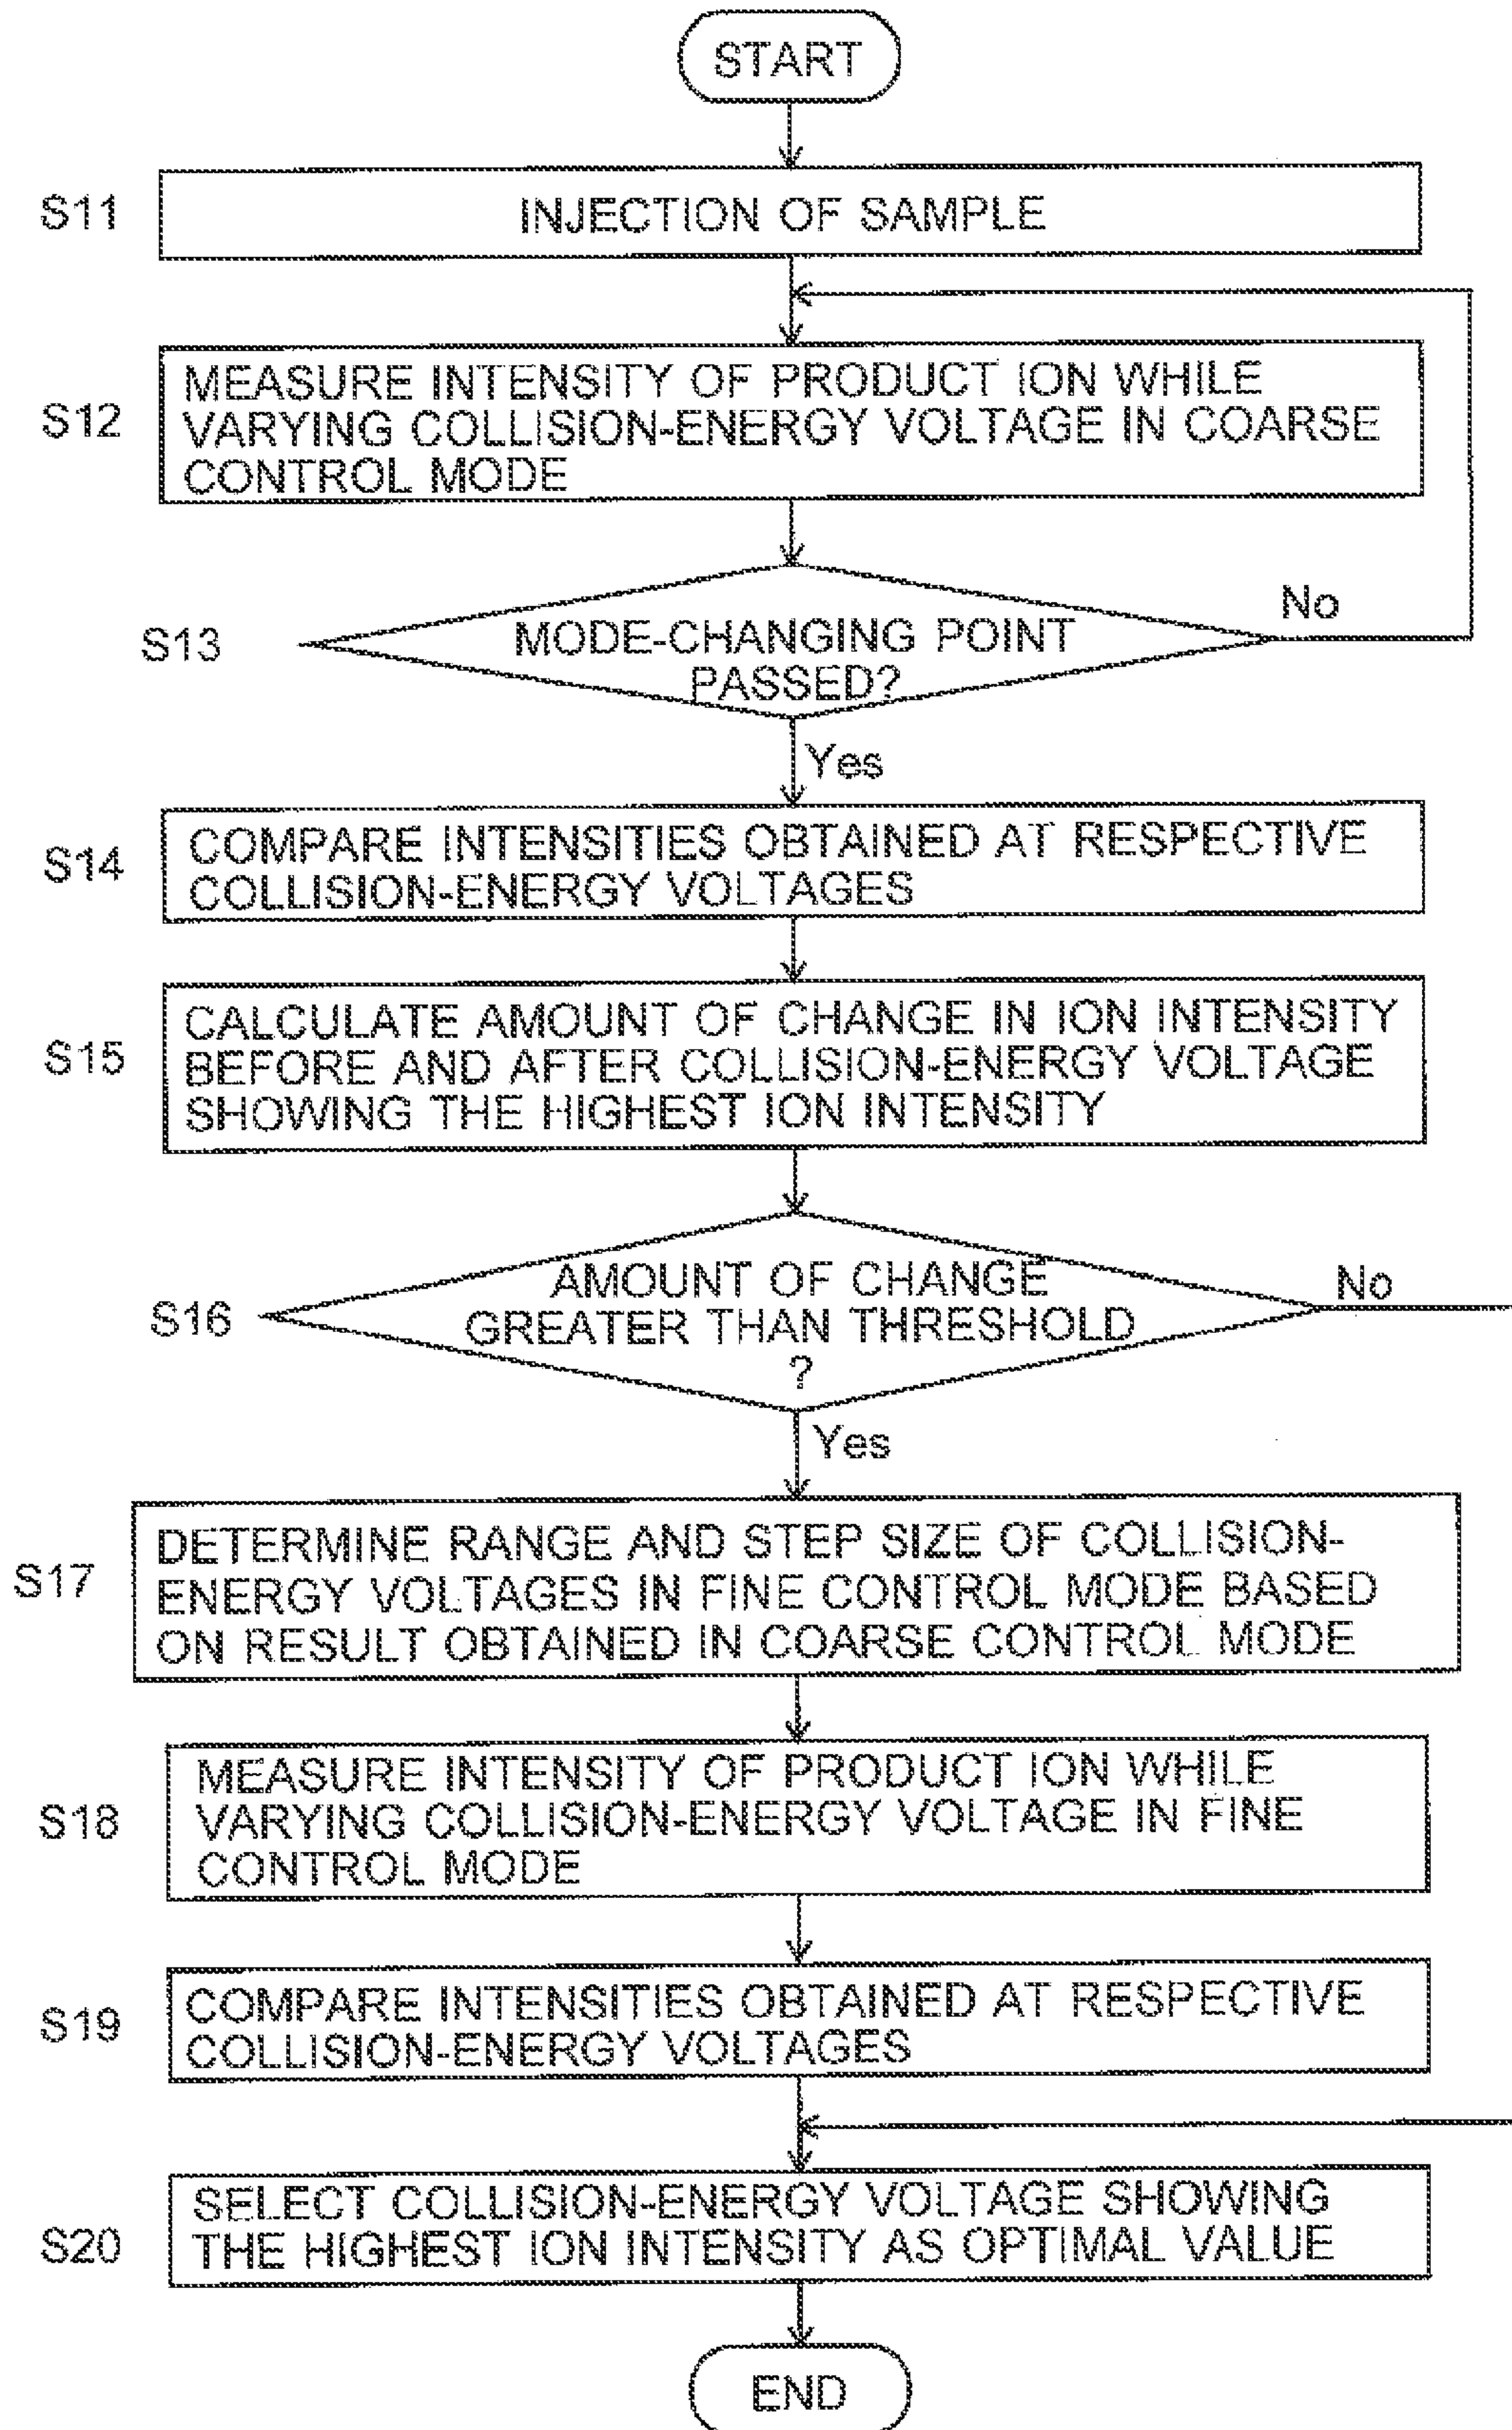 START
S11
INJECTION OF SAMPLE
S12
MEASURE INTENSITY OF PRODUCT ION WHILE
VARYING COLLISION-ENERGY VOLTAGE IN COARSE
CONTROL MODE
S13
MODE-CHANGING POINT
PASSED?
No
Yes
S14
COMPARE INTENSITIES OBTAINED AT RESPECTIVE
COLLISION-ENERGY VOLTAGES
S15
CALCULATE AMOUNT OF CHANGE IN ION INTENSITY
BEFORE AND AFTER COLLISION-ENERGY VOLTAGE
SHOWING THE HIGHEST ION INTENSITY
S16
AMOUNT OF CHANGE
GREATER THAN THRESHOLD
?
No
Yes
S17
DETERMINE RANGE AND STEP SIZE OF COLLISION-
ENERGY VOLTAGES IN FINE CONTROL MODE BASED
ON RESULT OBTAINED IN COARSE CONTROL MODE
S18
MEASURE INTENSITY OF PRODUCT ION WHILE
VARYING COLLISION-ENERGY VOLTAGE IN FINE
CONTROL MODE
S19
COMPARE INTENSITIES OBTAINED AT RESPECTIVE
COLLISION-ENERGY VOLTAGES
S20
SELECT COLLISION-ENERGY VOLTAGE SHOWING
THE HIGHEST ION INTENSITY AS OPTIMAL VALUE
END